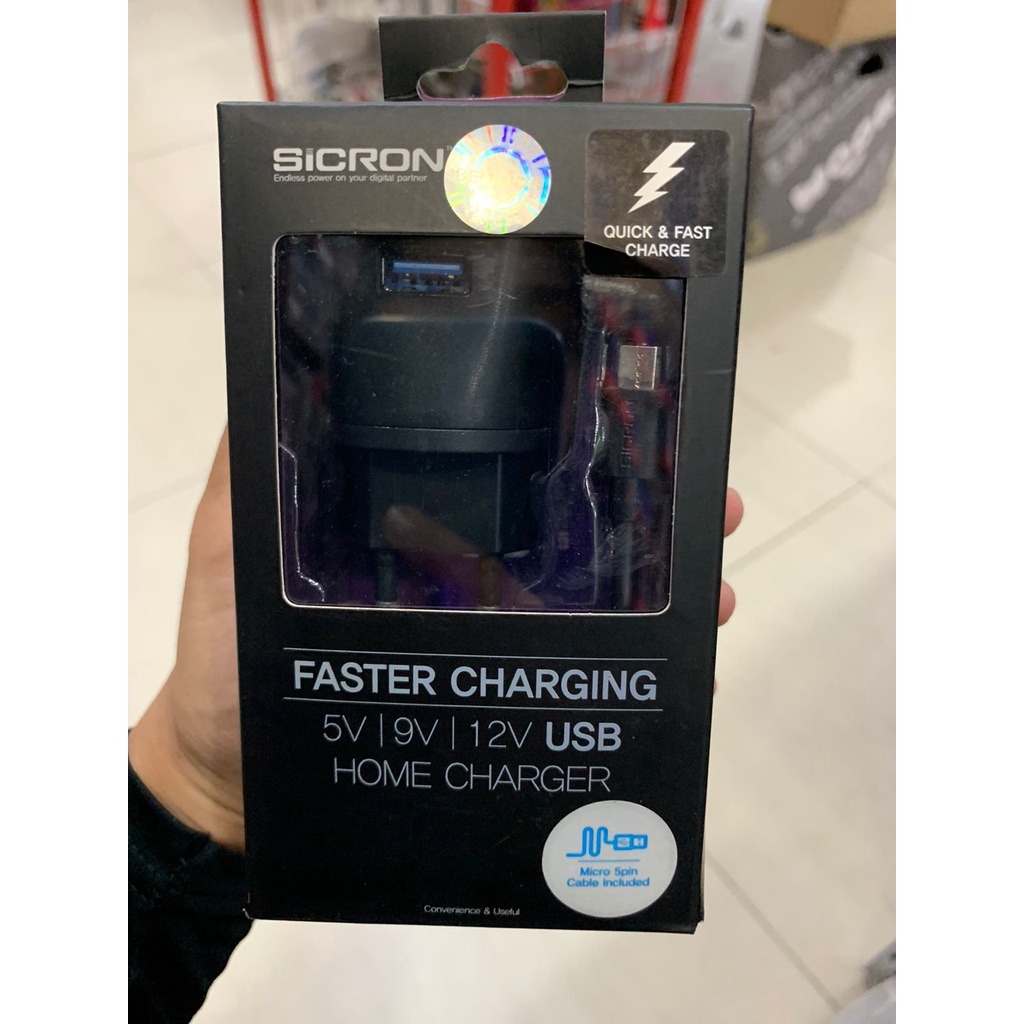 SiCRON™
Endless power on your digital partner
QUICK & FAST
CHARGE
SiCRON
FASTER CHARGING
5V | 9V | 12V USB
HOME CHARGER
Micro 5pin
Cable included
Convenience & Useful